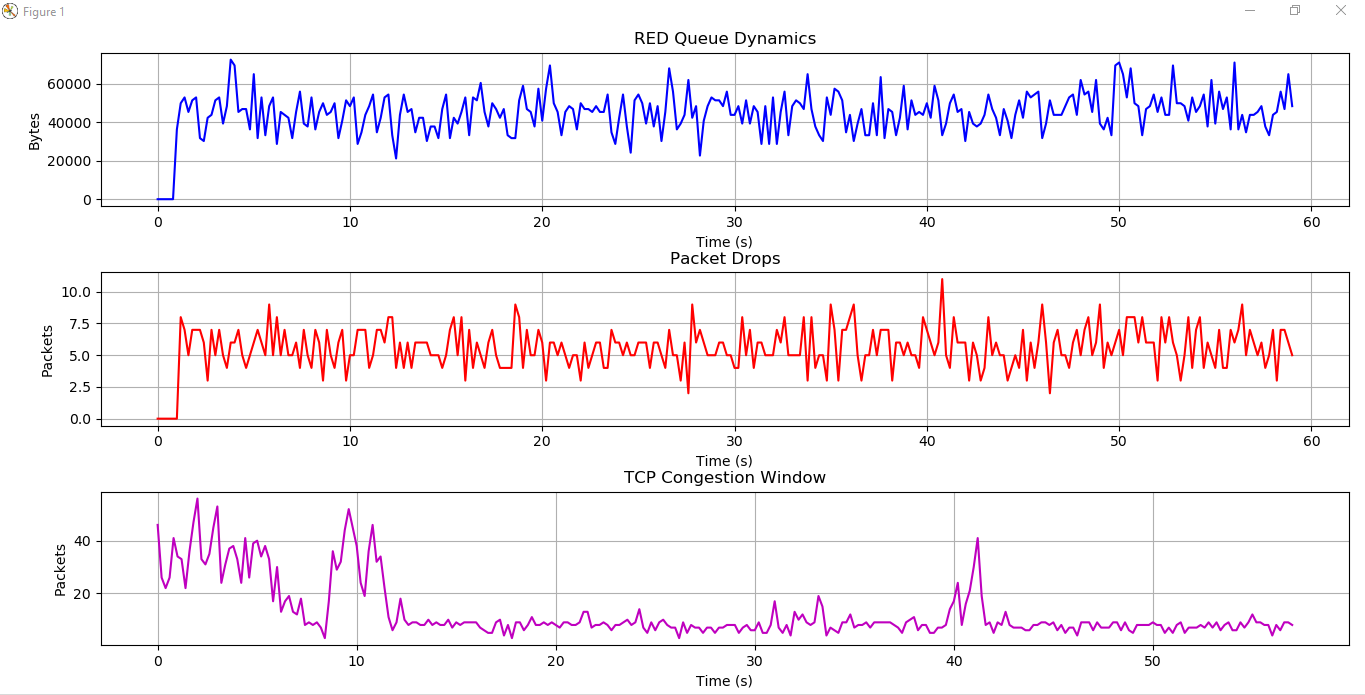 Figure 1
RED Queue Dynamics
Bytes
60000
40000
20000
0
0 10 20 30 40 50 60
Time (s)
Packet Drops
Packets
10.0
7.5
5.0
2.5
0.0
0 10 20 30 40 50 60
Time (s)
TCP Congestion Window
Packets
40
20
0 10 20 30 40 50
Time (s)